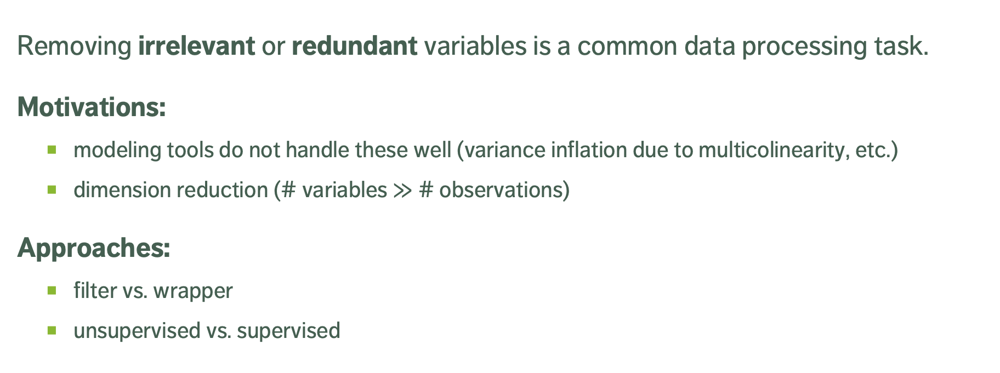 Removing irrelevant or redundant variables is a common data processing task.
Motivations:
modeling tools do not handle these well (variance inflation due to multicolinearity, etc.)
dimension reduction (# variables ≫ # observations)
Approaches:
filter vs. wrapper
unsupervised vs. supervised